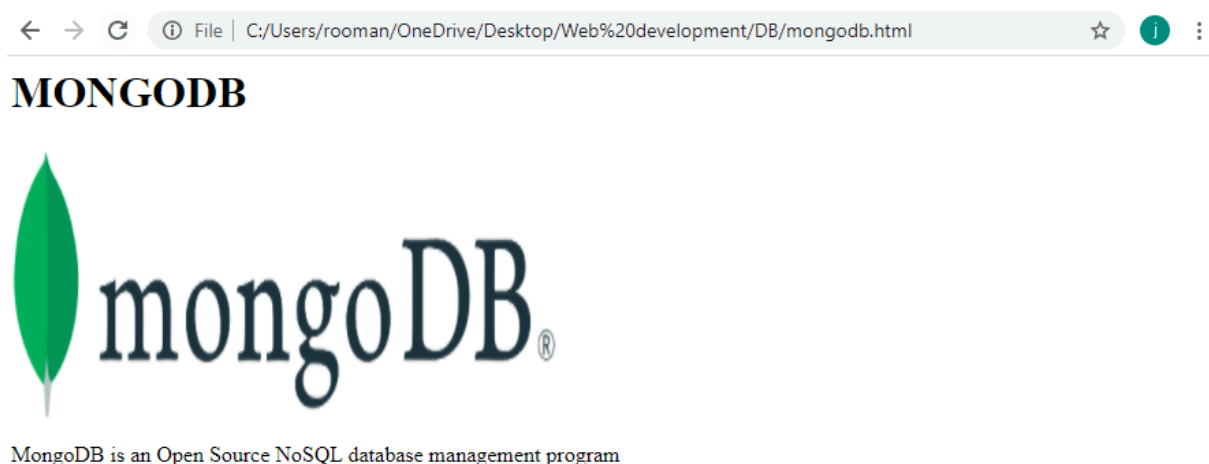 File | C:/Users/rooman/OneDrive/Desktop/Web%20development/DB/mongodb.html j
MONGODB
mongoDB®
MongoDB is an Open Source NoSQL database management program